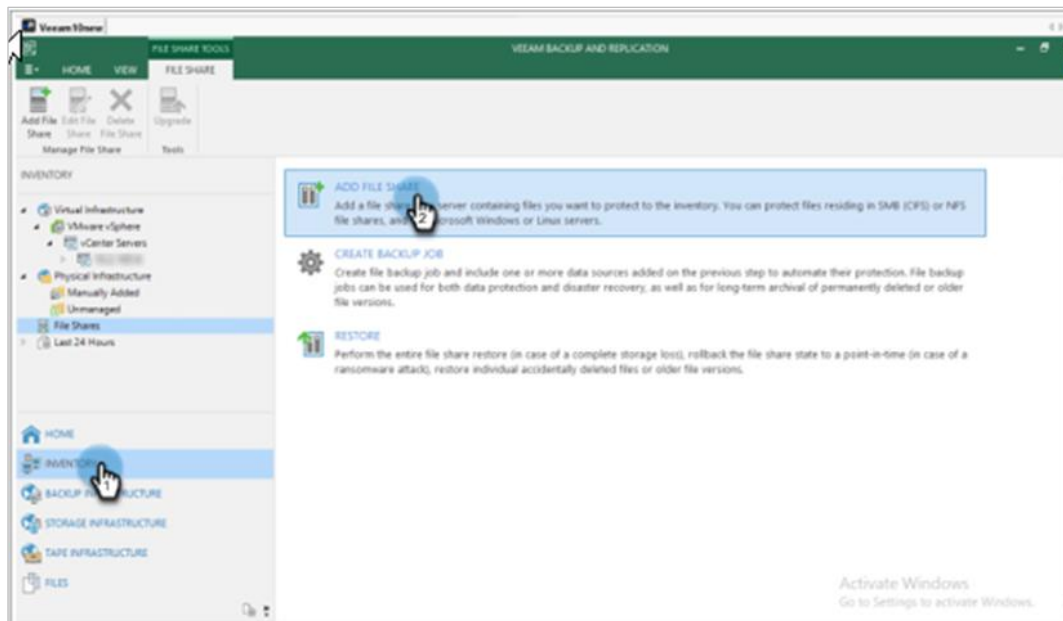 Veeam10new
FILE SHARE TOOLS
VEEAM BACKUP AND REPLICATION
HOME VIEW FILE SHARE
Add File Share
Edit File Share
Delete File Share
Upgrade
Manage File Share
Tools
INVENTORY
Virtual Infrastructure
VMware vSphere
vCenter Servers
Physical Infrastructure
Manually Added
Unmanaged
File Shares
Last 24 Hours
HOME
INVENTORY
1
BACKUP
STORAGE INFRASTRUCTURE
TAPE INFRASTRUCTURE
FILES
ADD FILE SHARE
2
Add a file server containing files you want to protect to the inventory. You can protect files residing in SMB (CIFS) or NFS
file shares, Microsoft Windows or Linux servers.
CREATE BACKUP JOB
Create file backup job and include one or more data sources added on the previous step to automate their protection. File backup
jobs can be used for both data protection and disaster recovery, as well as for long-term archival of permanently deleted or older
file versions.
RESTORE
Perform the entire file share restore (in case of a complete storage loss), rollback the file share state to a point-in-time (in case of a
ransomware attack), restore individual accidentally deleted files or older file versions.
Activate Windows
Go to Settings to activate Windows.